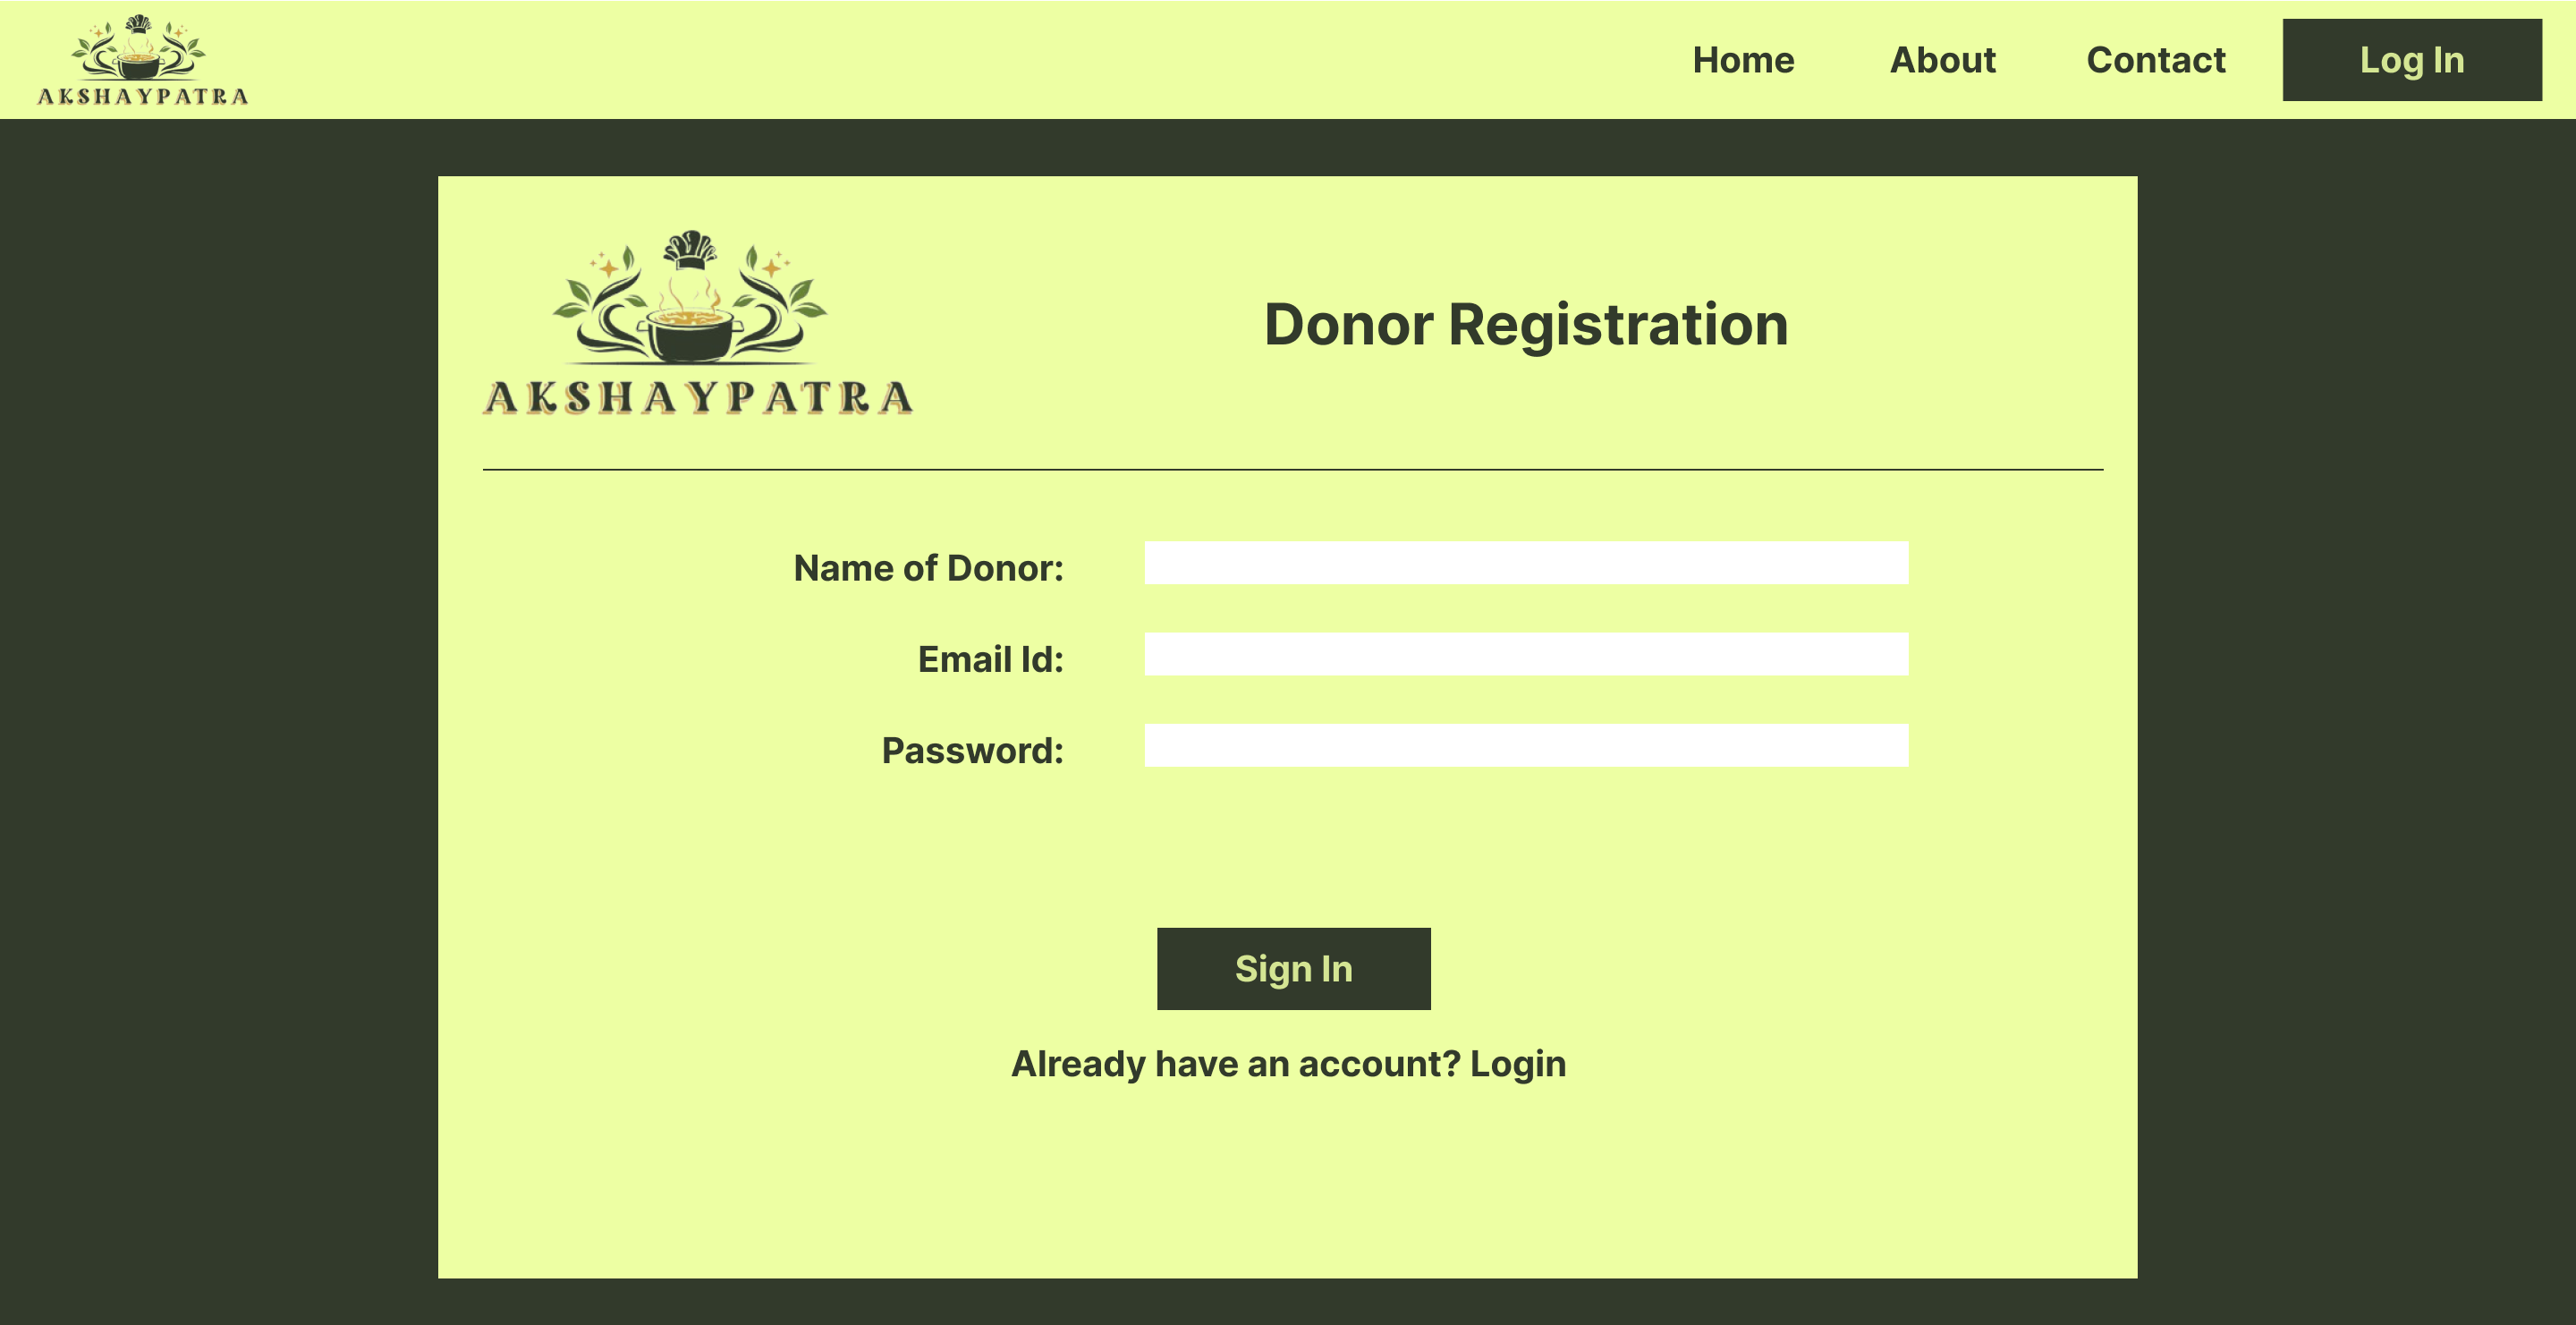 AKSHAYPATRA
Home
About
Contact
Log In
AKSHAYPATRA
Donor Registration
Name of Donor:
Email Id:
Password:
Sign In
Already have an account? Login